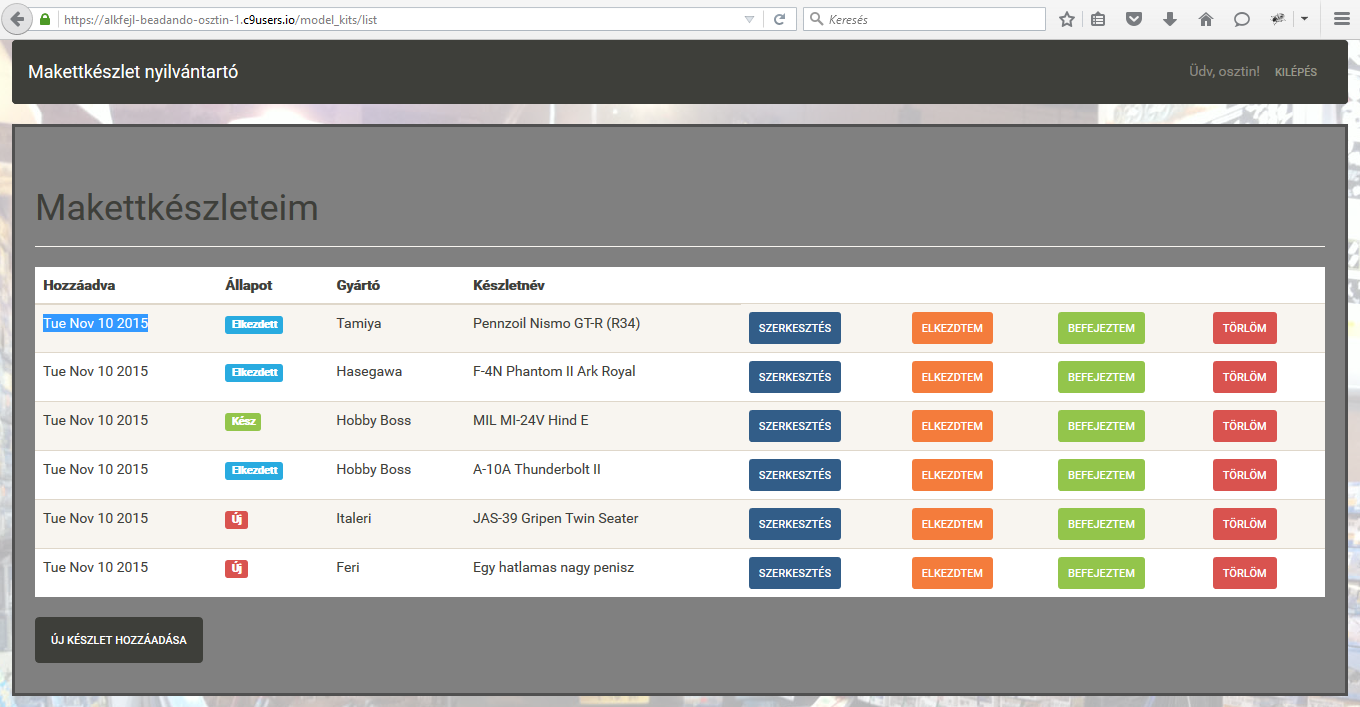 https://alkfejl-beadando-osztin-1.c9users.io/model_kits/list Keresés
Makettkészlet nyilvántartó Üdv, osztin! KILÉPÉS
Makettkészleteim
Hozzáadva Állapot Gyártó Készletnév
Tue Nov 10 2015 Elkezdett Tamiya Pennzoil Nismo GT-R (R34) SZERKESZTÉS ELKEZDTEM BEFEJEZTEM TÖRLÖM
Tue Nov 10 2015 Elkezdett Hasegawa F-4N Phantom II Ark Royal SZERKESZTÉS ELKEZDTEM BEFEJEZTEM TÖRLÖM
Tue Nov 10 2015 Kész Hobby Boss MIL MI-24V Hind E SZERKESZTÉS ELKEZDTEM BEFEJEZTEM TÖRLÖM
Tue Nov 10 2015 Elkezdett Hobby Boss A-10A Thunderbolt II SZERKESZTÉS ELKEZDTEM BEFEJEZTEM TÖRLÖM
Tue Nov 10 2015 Új Italeri JAS-39 Gripen Twin Seater SZERKESZTÉS ELKEZDTEM BEFEJEZTEM TÖRLÖM
Tue Nov 10 2015 Új Feri Egy hatlamas nagy penisz SZERKESZTÉS ELKEZDTEM BEFEJEZTEM TÖRLÖM
ÚJ KÉSZLET HOZZÁADÁSA